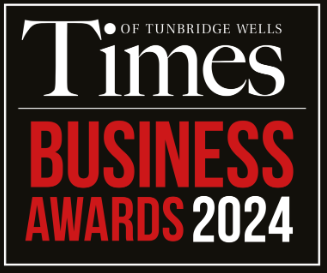 Times
OF TUNBRIDGE WELLS
BUSINESS
AWARDS 2024